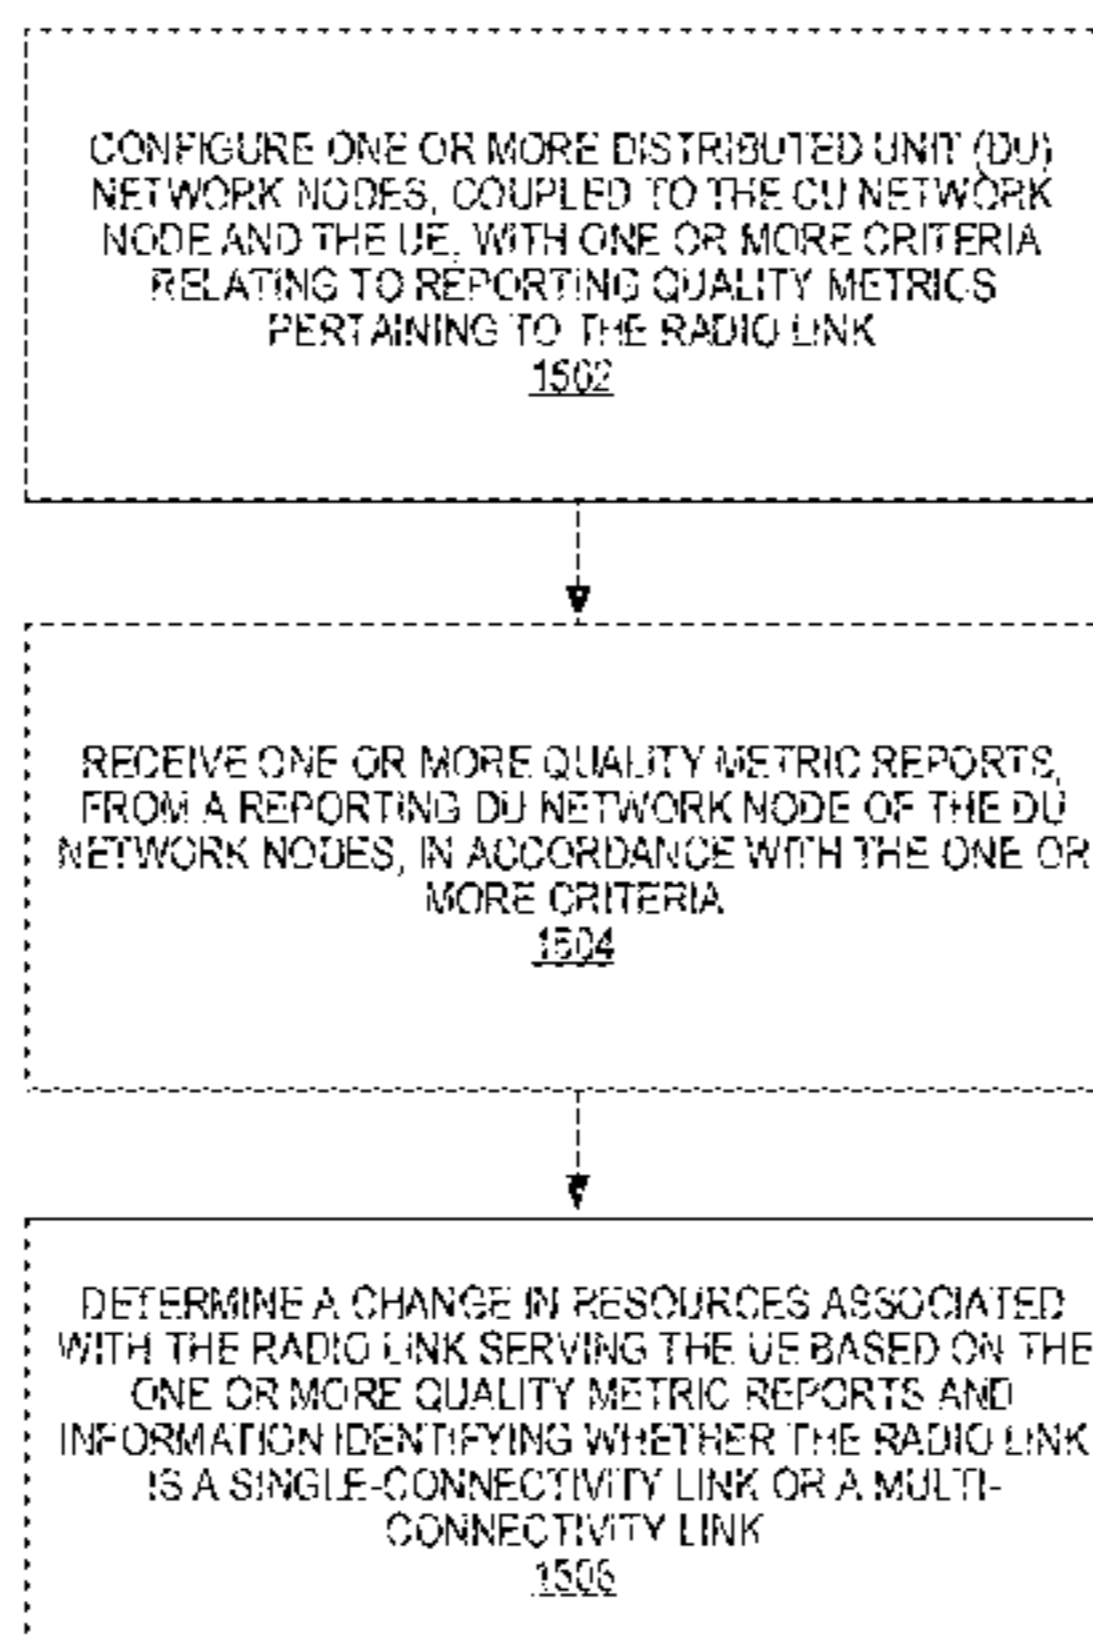 CONFIGURE ONE OR MORE DISTRIBUTED UNIT (DU)
NETWORK NODES, COUPLED TO THE CU NETWORK
NODE AND THE UE, WITH ONE OR MORE CRITERIA
RELATING TO REPORTING QUALITY METRICS
PERTAINING TO THE RADIO LINK
1502
RECEIVE ONE OR MORE QUALITY METRIC REPORTS,
FROM A REPORTING DU NETWORK NODE OF THE DU
NETWORK NODES, IN ACCORDANCE WITH THE ONE OR
MORE CRITERIA
1504
DETERMINE A CHANGE IN RESOURCES ASSOCIATED
WITH THE RADIO LINK SERVING THE UE BASED ON THE
ONE OR MORE QUALITY METRIC REPORTS AND
INFORMATION IDENTIFYING WHETHER THE RADIO LINK
IS A SINGLE-CONNECTIVITY LINK OR A MULTI-
CONNECTIVITY LINK
1506